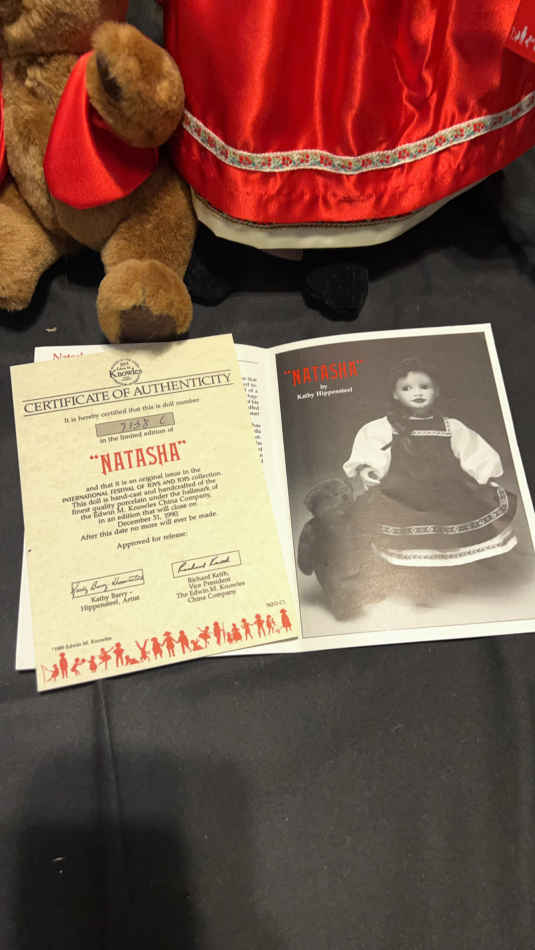 Knowles
CERTIFICATE OF AUTHENTICITY
It is hereby certified that this is doll number
7138 C
in the limited edition of
"NATASHA"
and that it is an original issue in the
INTERNATIONAL FESTIVAL OF TOYS AND TOTS collection.
This doll is hand-cast and handcrafted of the
finest quality porcelain under the hallmark of
the Edwin M. Knowles China Company,
in an edition that will close on
December 31, 1990.
After this date no more will ever be made.
Approved for release:
Kathy Barry-
Hippensteel, Artist
Richard Keith,
Vice President
The Edwin M. Knowles
China Company
Edwin M. Knowles
"NATASHA"
by
Kathy Hippensteel